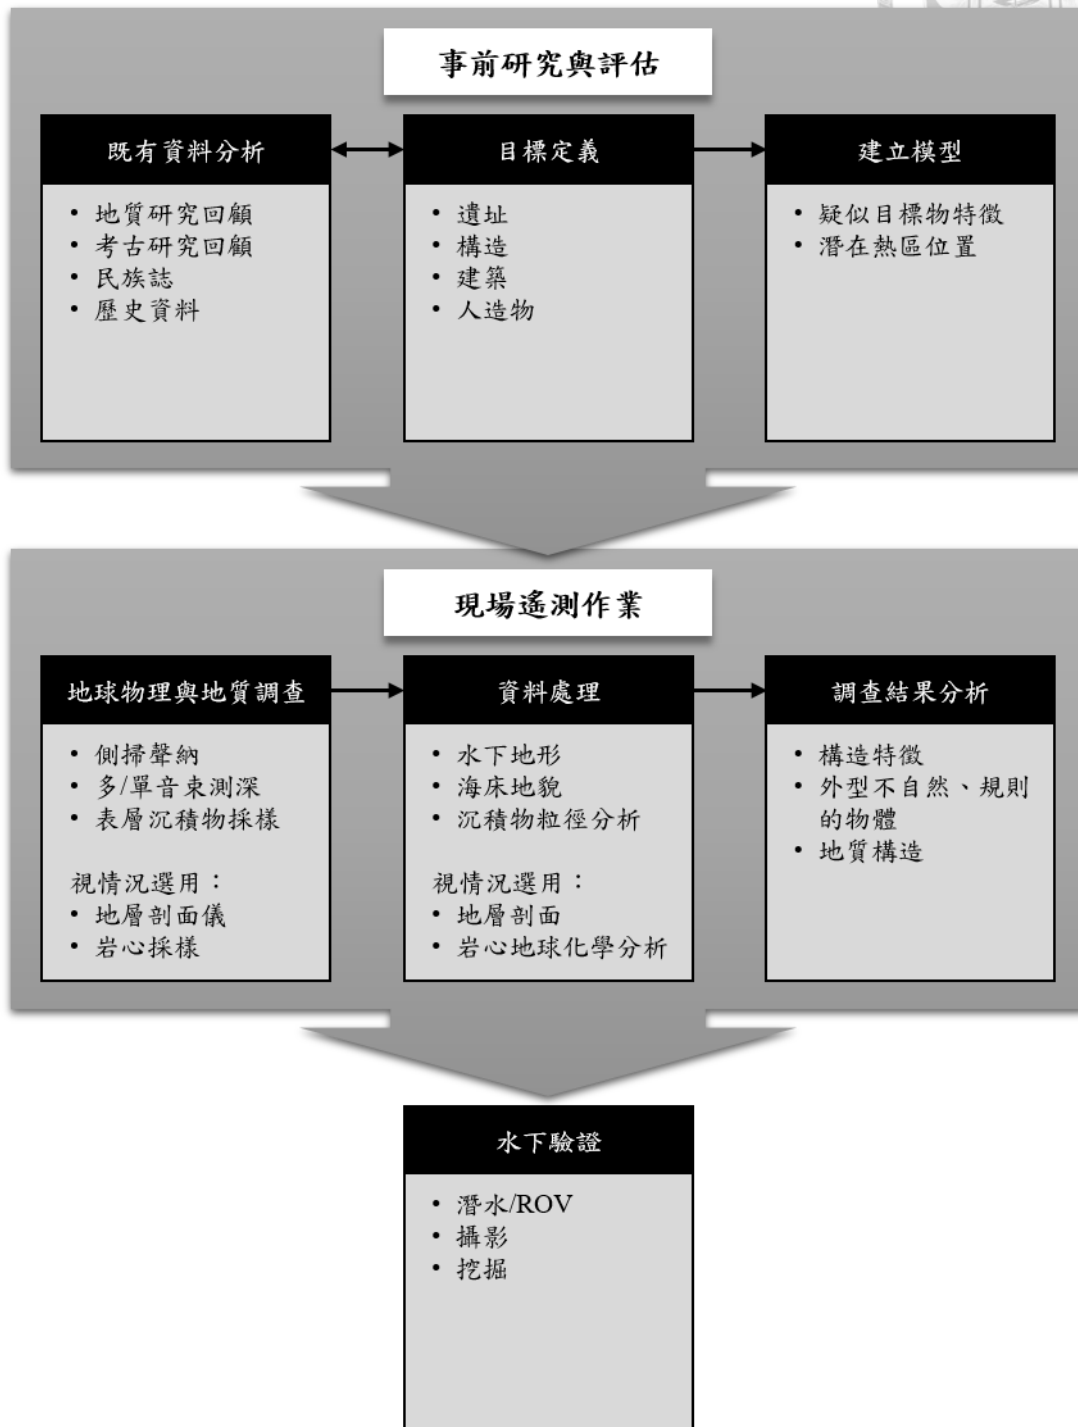 事前研究與評估
既有資料分析
• 地質研究回顧
• 考古研究回顧
• 民族誌
• 歷史資料
目標定義
• 遺址
• 構造
• 建築
• 人造物
建立模型
• 疑似目標物特徵
• 潛在熱區位置
現場遙測作業
地球物理與地質調查
• 側掃聲納
• 多/單音束測深
• 表層沉積物採樣
視情況選用：
• 地層剖面儀
• 岩心採樣
資料處理
• 水下地形
• 海床地貌
• 沉積物粒徑分析
視情況選用：
• 地層剖面
• 岩心地球化學分析
調查結果分析
• 構造特徵
• 外型不自然、規則
的物體
• 地質構造
水下驗證
• 潛水/ROV
• 攝影
• 挖掘